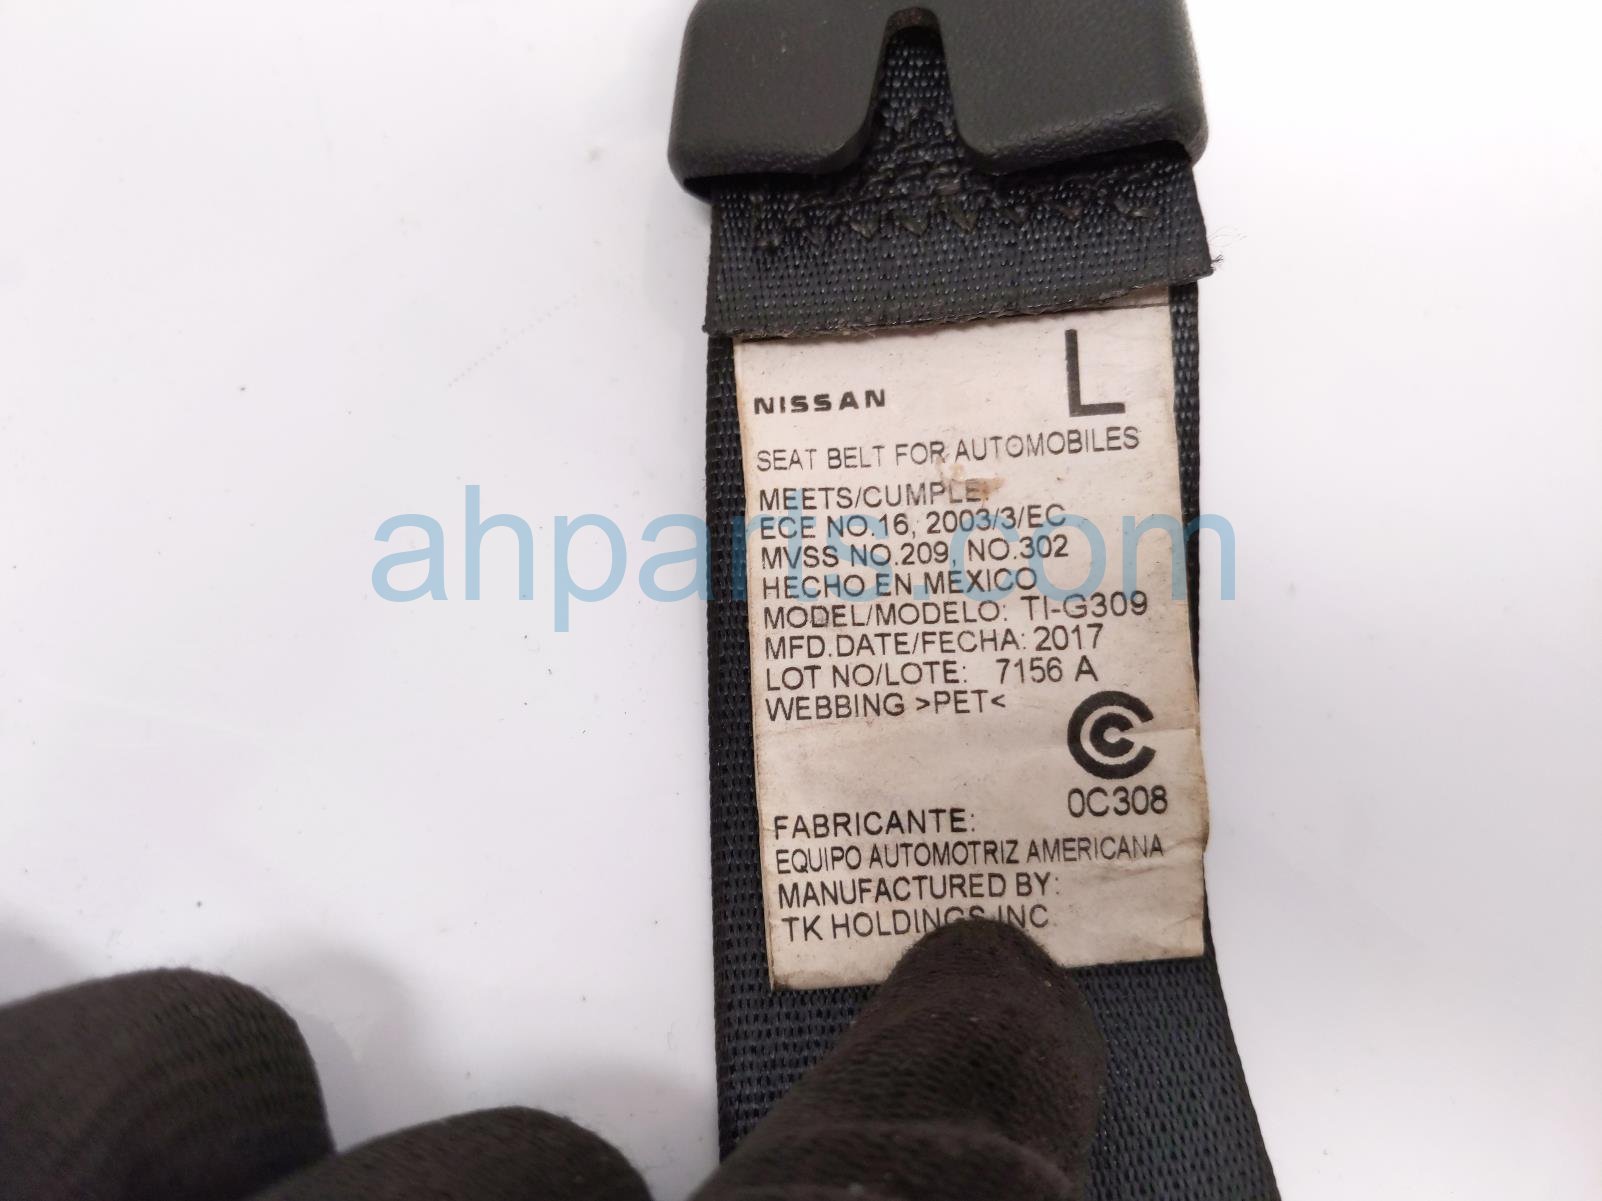 L
NISSAN
SEAT BELT FOR AUTOMOBILES
MEETS/CUMPLE:
ECE NO.16, 2003/3/EC
MVSS NO.209, NO.302
HECHO EN MEXICO
MODEL/MODELO: TI-G309
MFD.DATE/FECHA: 2017
LOT NO/LOTE: 7156 A
WEBBING >PET<
0C308
FABRICANTE:
EQUIPO AUTOMOTRIZ AMERICANA
MANUFACTURED BY:
TK HOLDINGS INC
ahparts.com